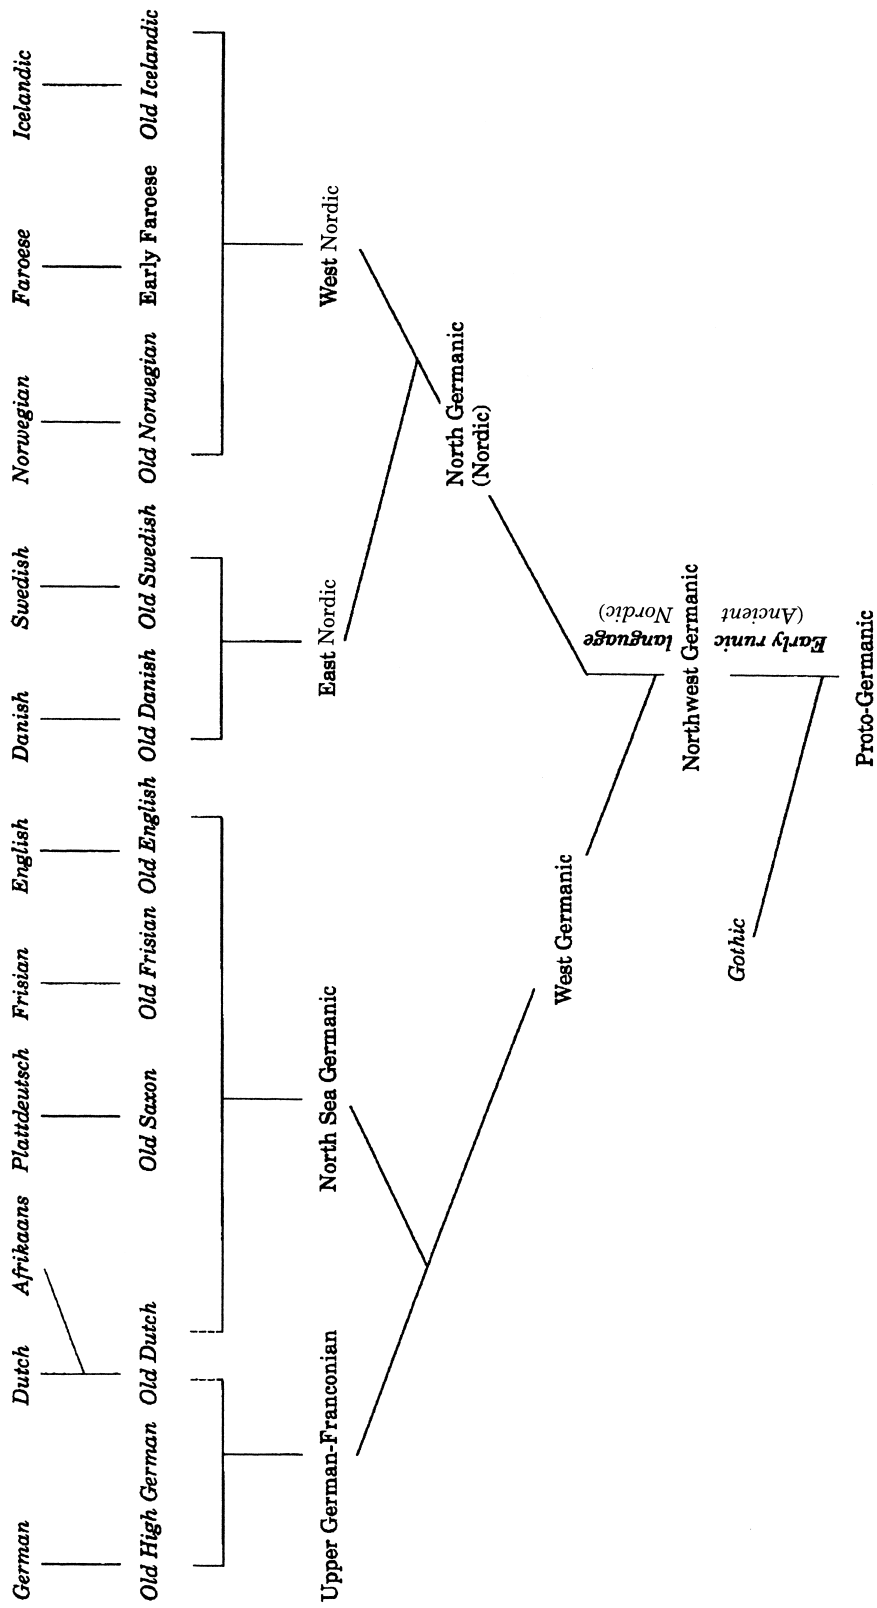 German
Dutch
Afrikaans
Plattdeutsch
Frisian
English
Danish
Swedish
Norwegian
Faroese
Icelandic
Old High German
Old Dutch
Old Saxon
Old Frisian
Old English
Old Danish
Old Swedish
Old Norwegian
Early Faroese
Old Icelandic
Upper German-Franconian
North Sea Germanic
East Nordic
West Nordic
North Germanic
(Nordic)
West Germanic
Early runic language
(Ancient Nordic)
Northwest Germanic
Gothic
Proto-Germanic